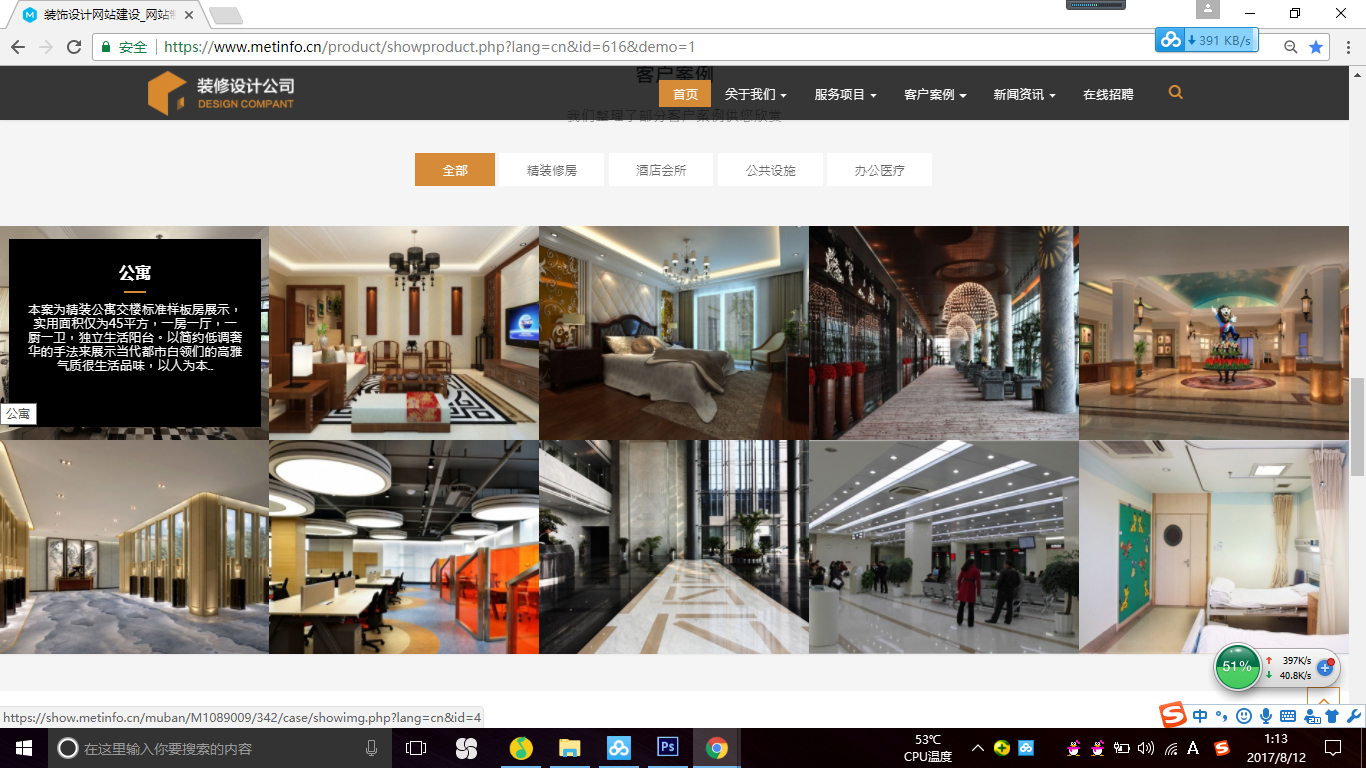 装饰设计网站建设_网站
安全
https://www.metinfo.cn/product/showproduct.php?lang=cn&id=616&demo=1
391 KB/s
装修设计公司
DESIGN COMPANT
客户案例
首页
关于我们
服务项目
客户案例
新闻资讯
在线招聘
我们整理了部分客户案例供您欣赏
全部
精装修房
酒店会所
公共设施
办公医疗
公寓
本案为精装公寓交楼标准样板房展示，
实用面积仅为45平方，一房一厅，一
厨一卫，独立生活阳台。以简约低调奢
华的手法来展示当代都市白领们的高雅
气质很生活品味，以人为本...
公寓
51%
397K/s
40.8K/s
https://show.metinfo.cn/muban/M1089009/342/case/showimg.php?lang=cn&id=4
中
在这里输入你要搜索的内容
Ps
53℃
CPU温度
A
1:13
2017/8/12